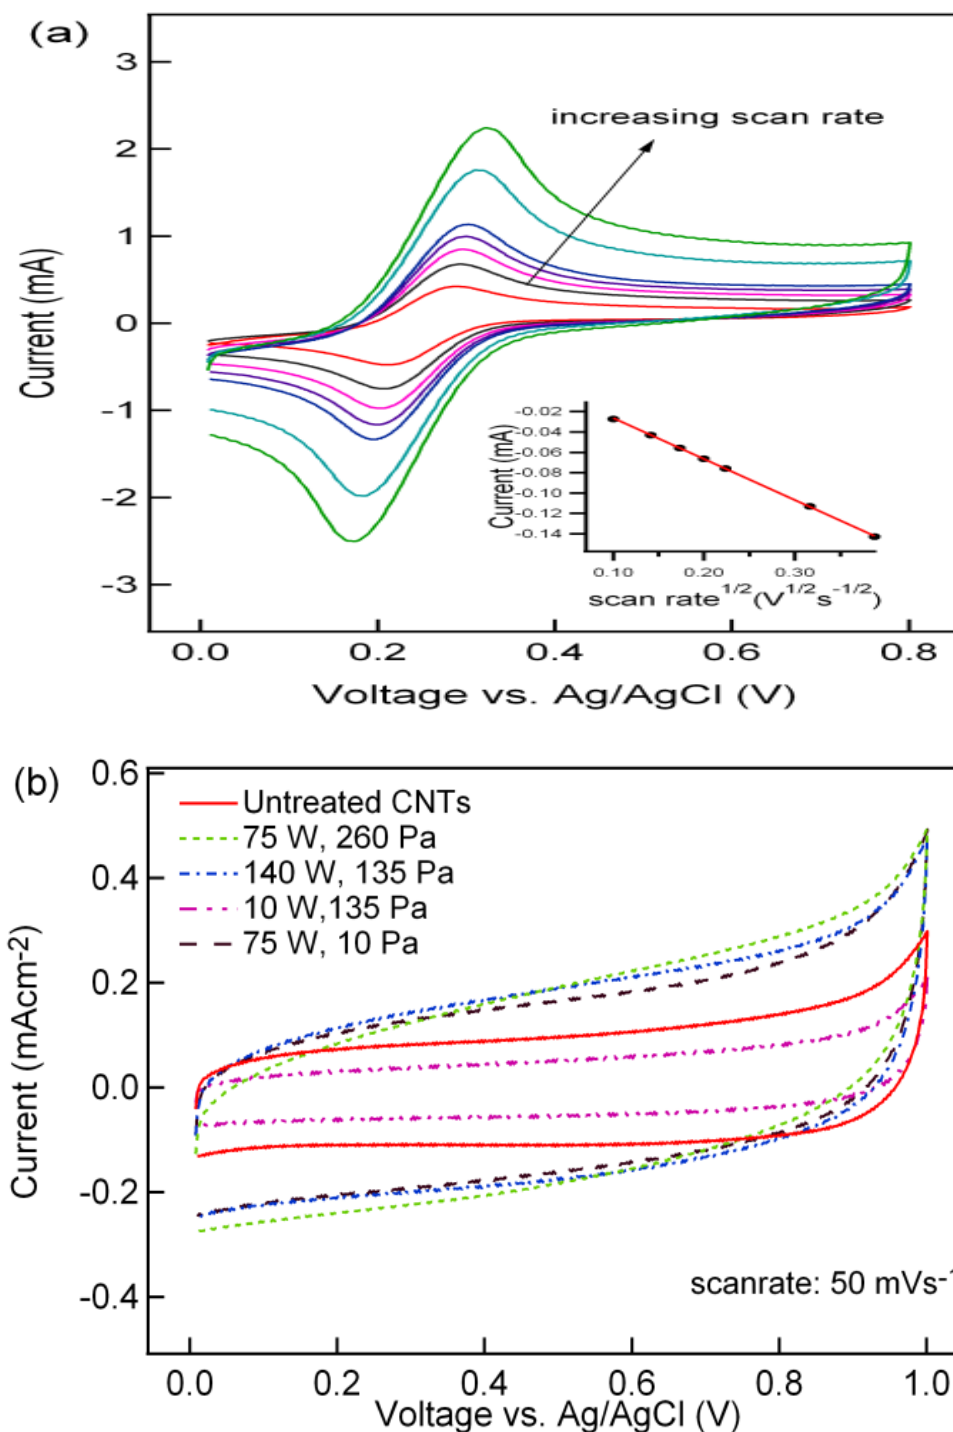 (a)
3
2
1
0
-1
-2
-3
Current (mA)
increasing scan rate
-0.02
-0.04
-0.06
-0.08
-0.10
-0.12
-0.14
Current (mA)
0.10 0.20 0.30
scan rate^1/2 (V^1/2 s^-1/2)
0.0 0.2 0.4 0.6 0.8
Voltage vs. Ag/AgCl (V)
(b)
0.6
0.4
0.2
0.0
-0.2
-0.4
Current (mAcm-2)
Untreated CNTs
75 W, 260 Pa
140 W, 135 Pa
10 W,135 Pa
75 W, 10 Pa
scanrate: 50 mVs-1
0.0 0.2 0.4 0.6 0.8 1.0
Voltage vs. Ag/AgCl (V)